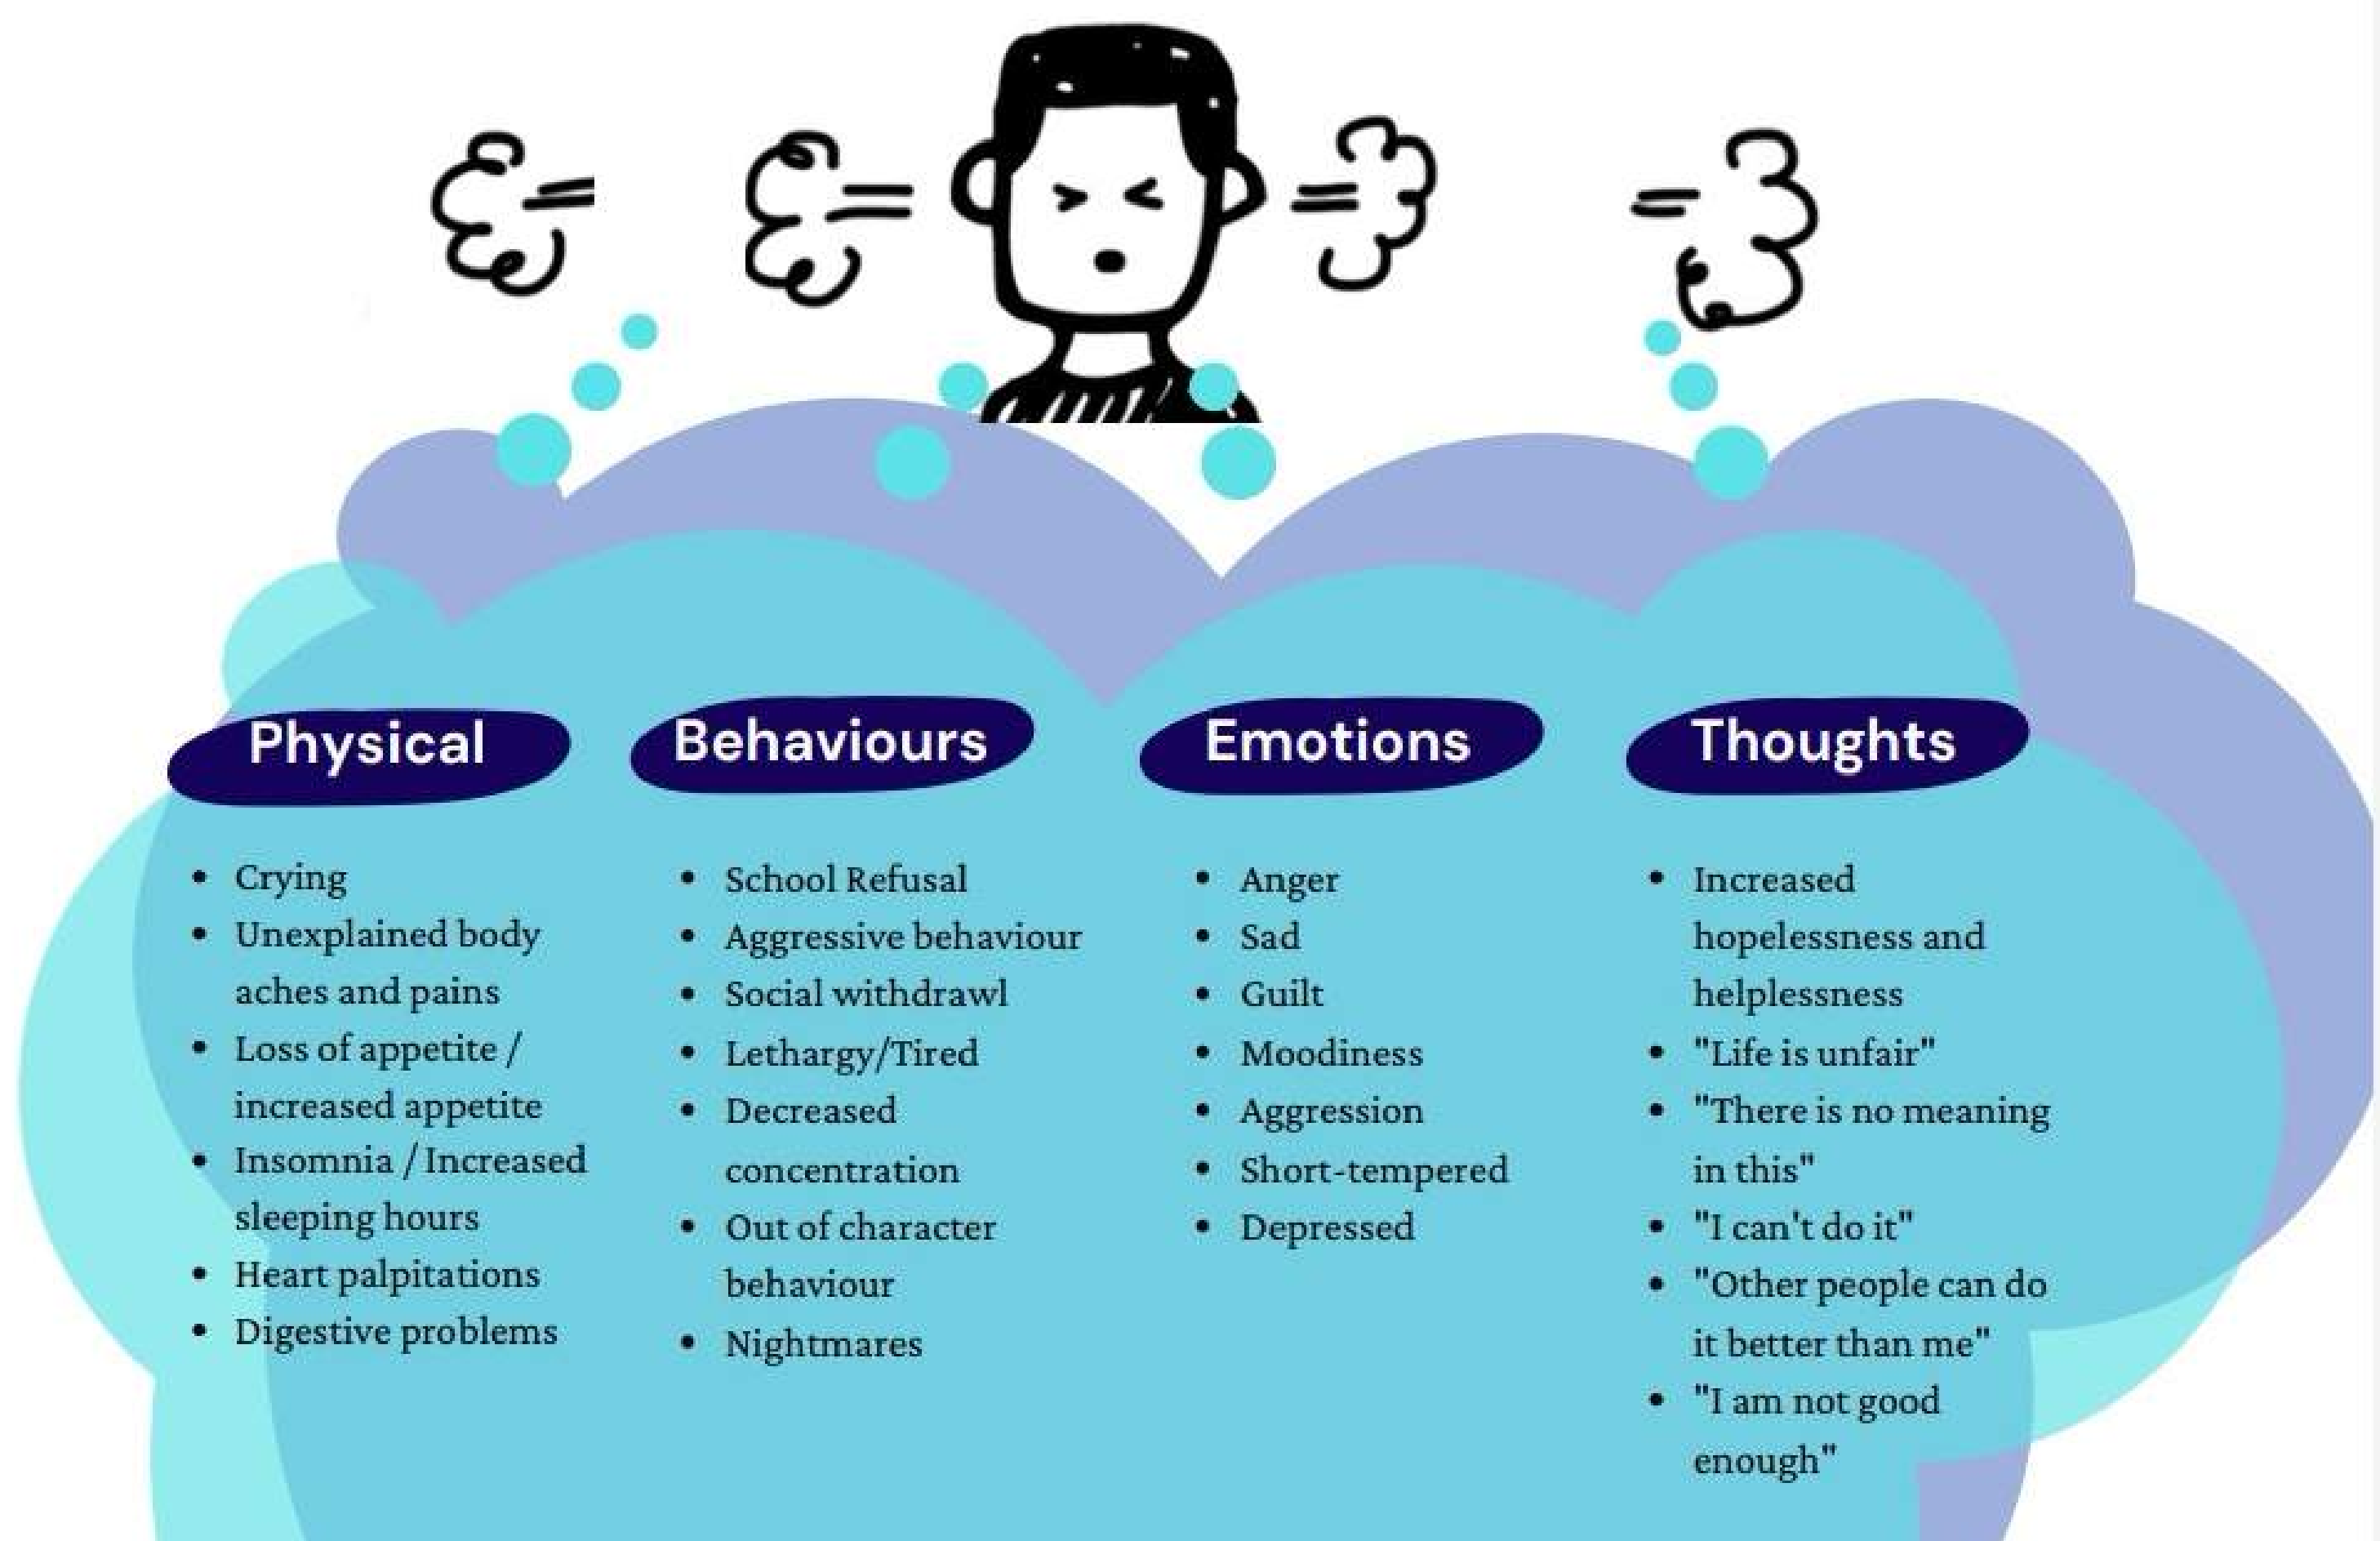 Physical
• Crying
• Unexplained body
aches and pains
• Loss of appetite /
increased appetite
• Insomnia / Increased
sleeping hours
• Heart palpitations
• Digestive problems
Behaviours
• School Refusal
• Aggressive behaviour
• Social withdrawl
• Lethargy/Tired
• Decreased
concentration
• Out of character
behaviour
• Nightmares
Emotions
• Anger
• Sad
• Guilt
• Moodiness
• Aggression
• Short-tempered
• Depressed
Thoughts
• Increased
hopelessness and
helplessness
• "Life is unfair"
• "There is no meaning
in this"
• "I can't do it"
• "Other people can do
it better than me"
• "I am not good
enough"